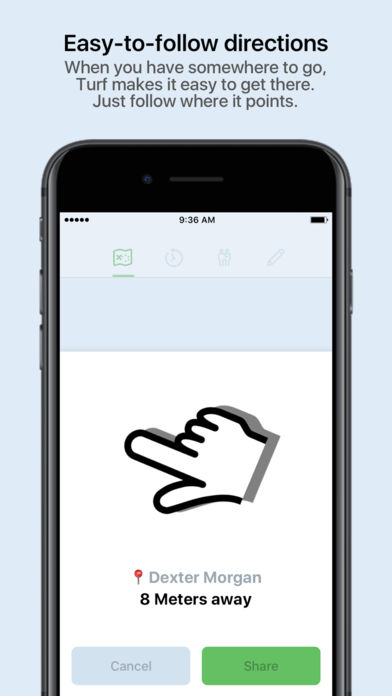 Easy-to-follow directions
When you have somewhere to go,
Turf makes it easy to get there.
Just follow where it points.
9:36 AM
Dexter Morgan
8 Meters away
Cancel Share